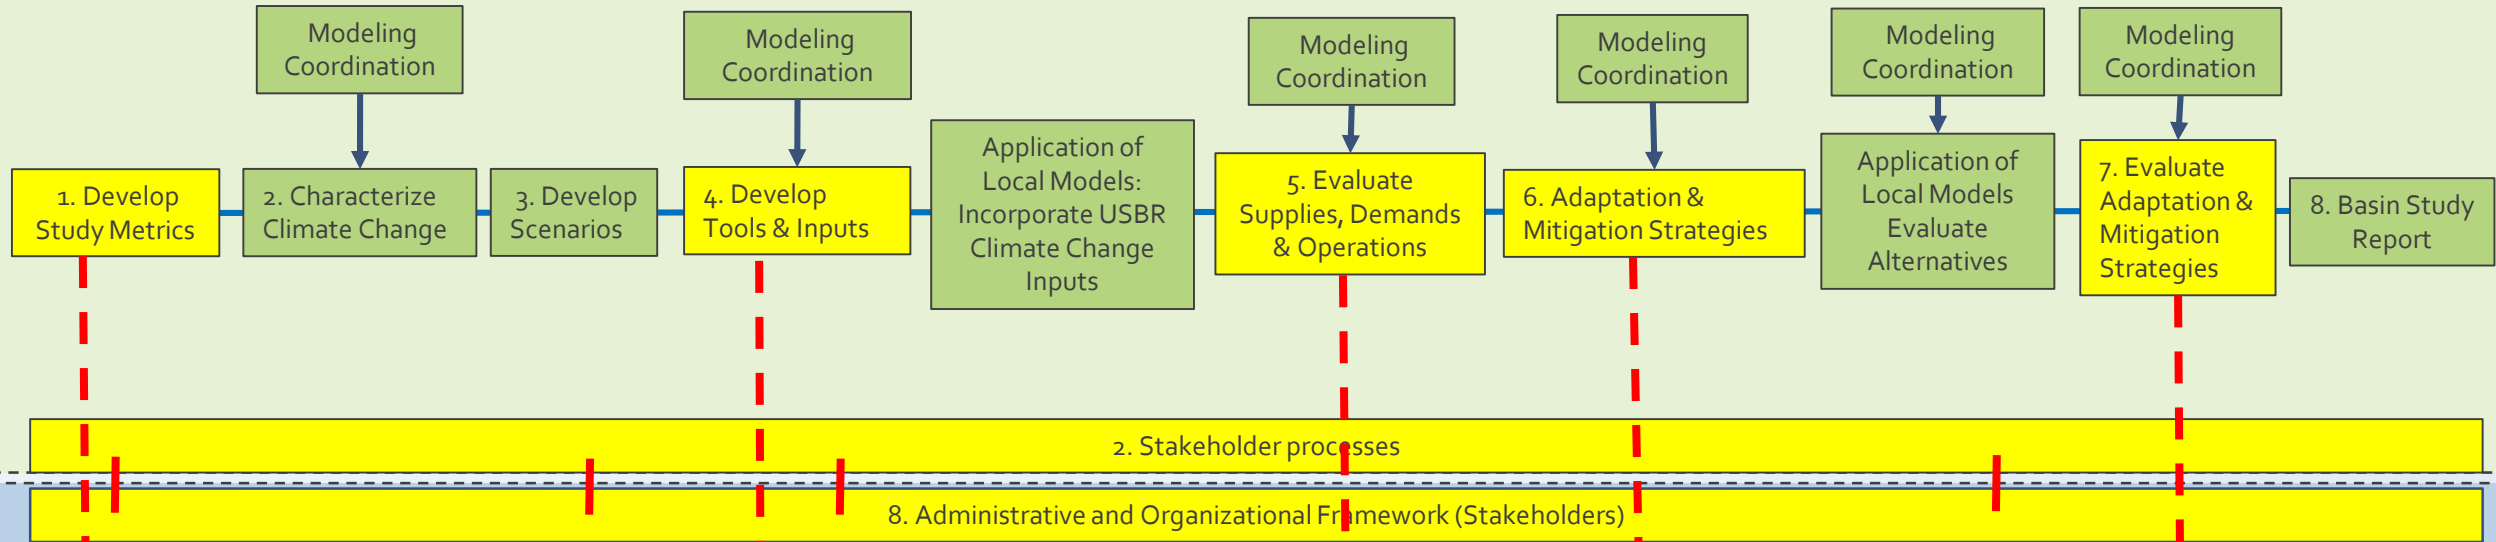 Modeling
Coordination
Modeling
Coordination
Modeling
Coordination
Modeling
Coordination
Modeling
Coordination
Modeling
Coordination
1. Develop
Study Metrics
2. Characterize
Climate Change
3. Develop
Scenarios
4. Develop
Tools & Inputs
Application of
Local Models:
Incorporate USBR
Climate Change
Inputs
5. Evaluate
Supplies, Demands
& Operations
6. Adaptation &
Mitigation Strategies
Application of
Local Models
Evaluate
Alternatives
7. Evaluate
Adaptation &
Mitigation
Strategies
8. Basin Study
Report
2. Stakeholder processes
8. Administrative and Organizational Framework (Stakeholders)